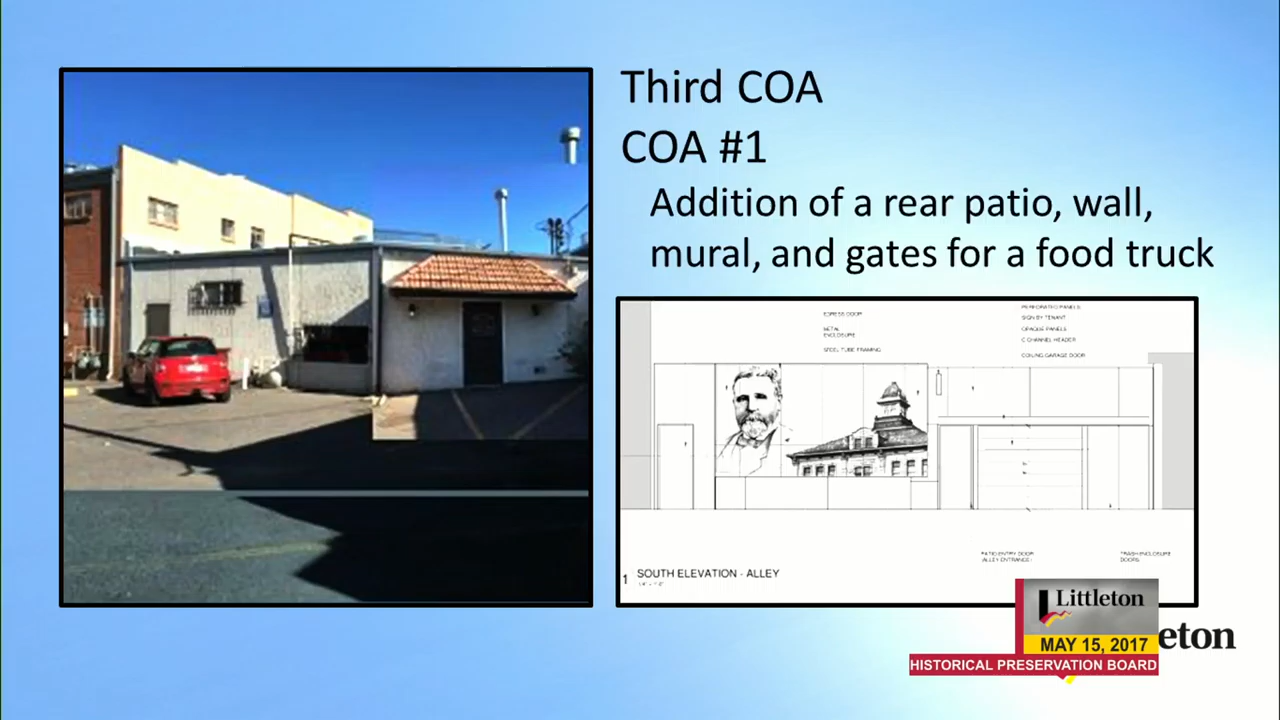 Third COA
COA #1
Addition of a rear patio, wall,
mural, and gates for a food truck
EGRESS DOOR
METAL
ENCLOSURE
STEEL TUBE FRAMING
PERFORATED PANELS
SIGN BY TENANT
OPAQUE PANELS
C CHANNEL HEADER
COILING GARAGE DOOR
PATIO ENTRY DOOR
(ALLEY ENTRANCE)
TRASH ENCLOSURE
DOORS
1 SOUTH ELEVATION - ALLEY
Littleton
eton
MAY 15, 2017
HISTORICAL PRESERVATION BOARD